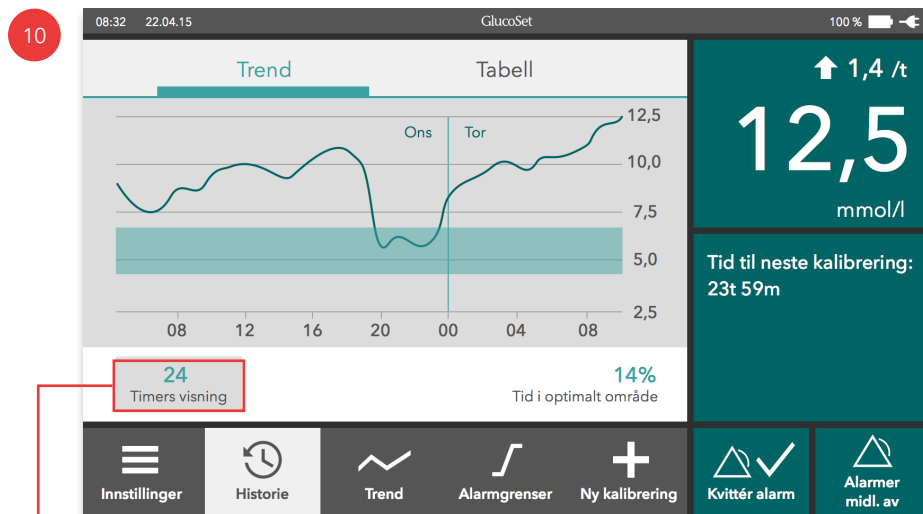 10
08:32 22.04.15 GlucoSet 100 %
Trend Tabell
Ons Tor
12,5
10,0
7,5
5,0
2,5
08 12 16 20 00 04 08
24
Timers visning
14%
Tid i optimalt område
1,4 /t
12,5
mmol/l
Tid til neste kalibrering:
23t 59m
Innstillinger Historie Trend Alarmgrenser Ny kalibrering
Kvittér alarm
Alarmer
midl. av